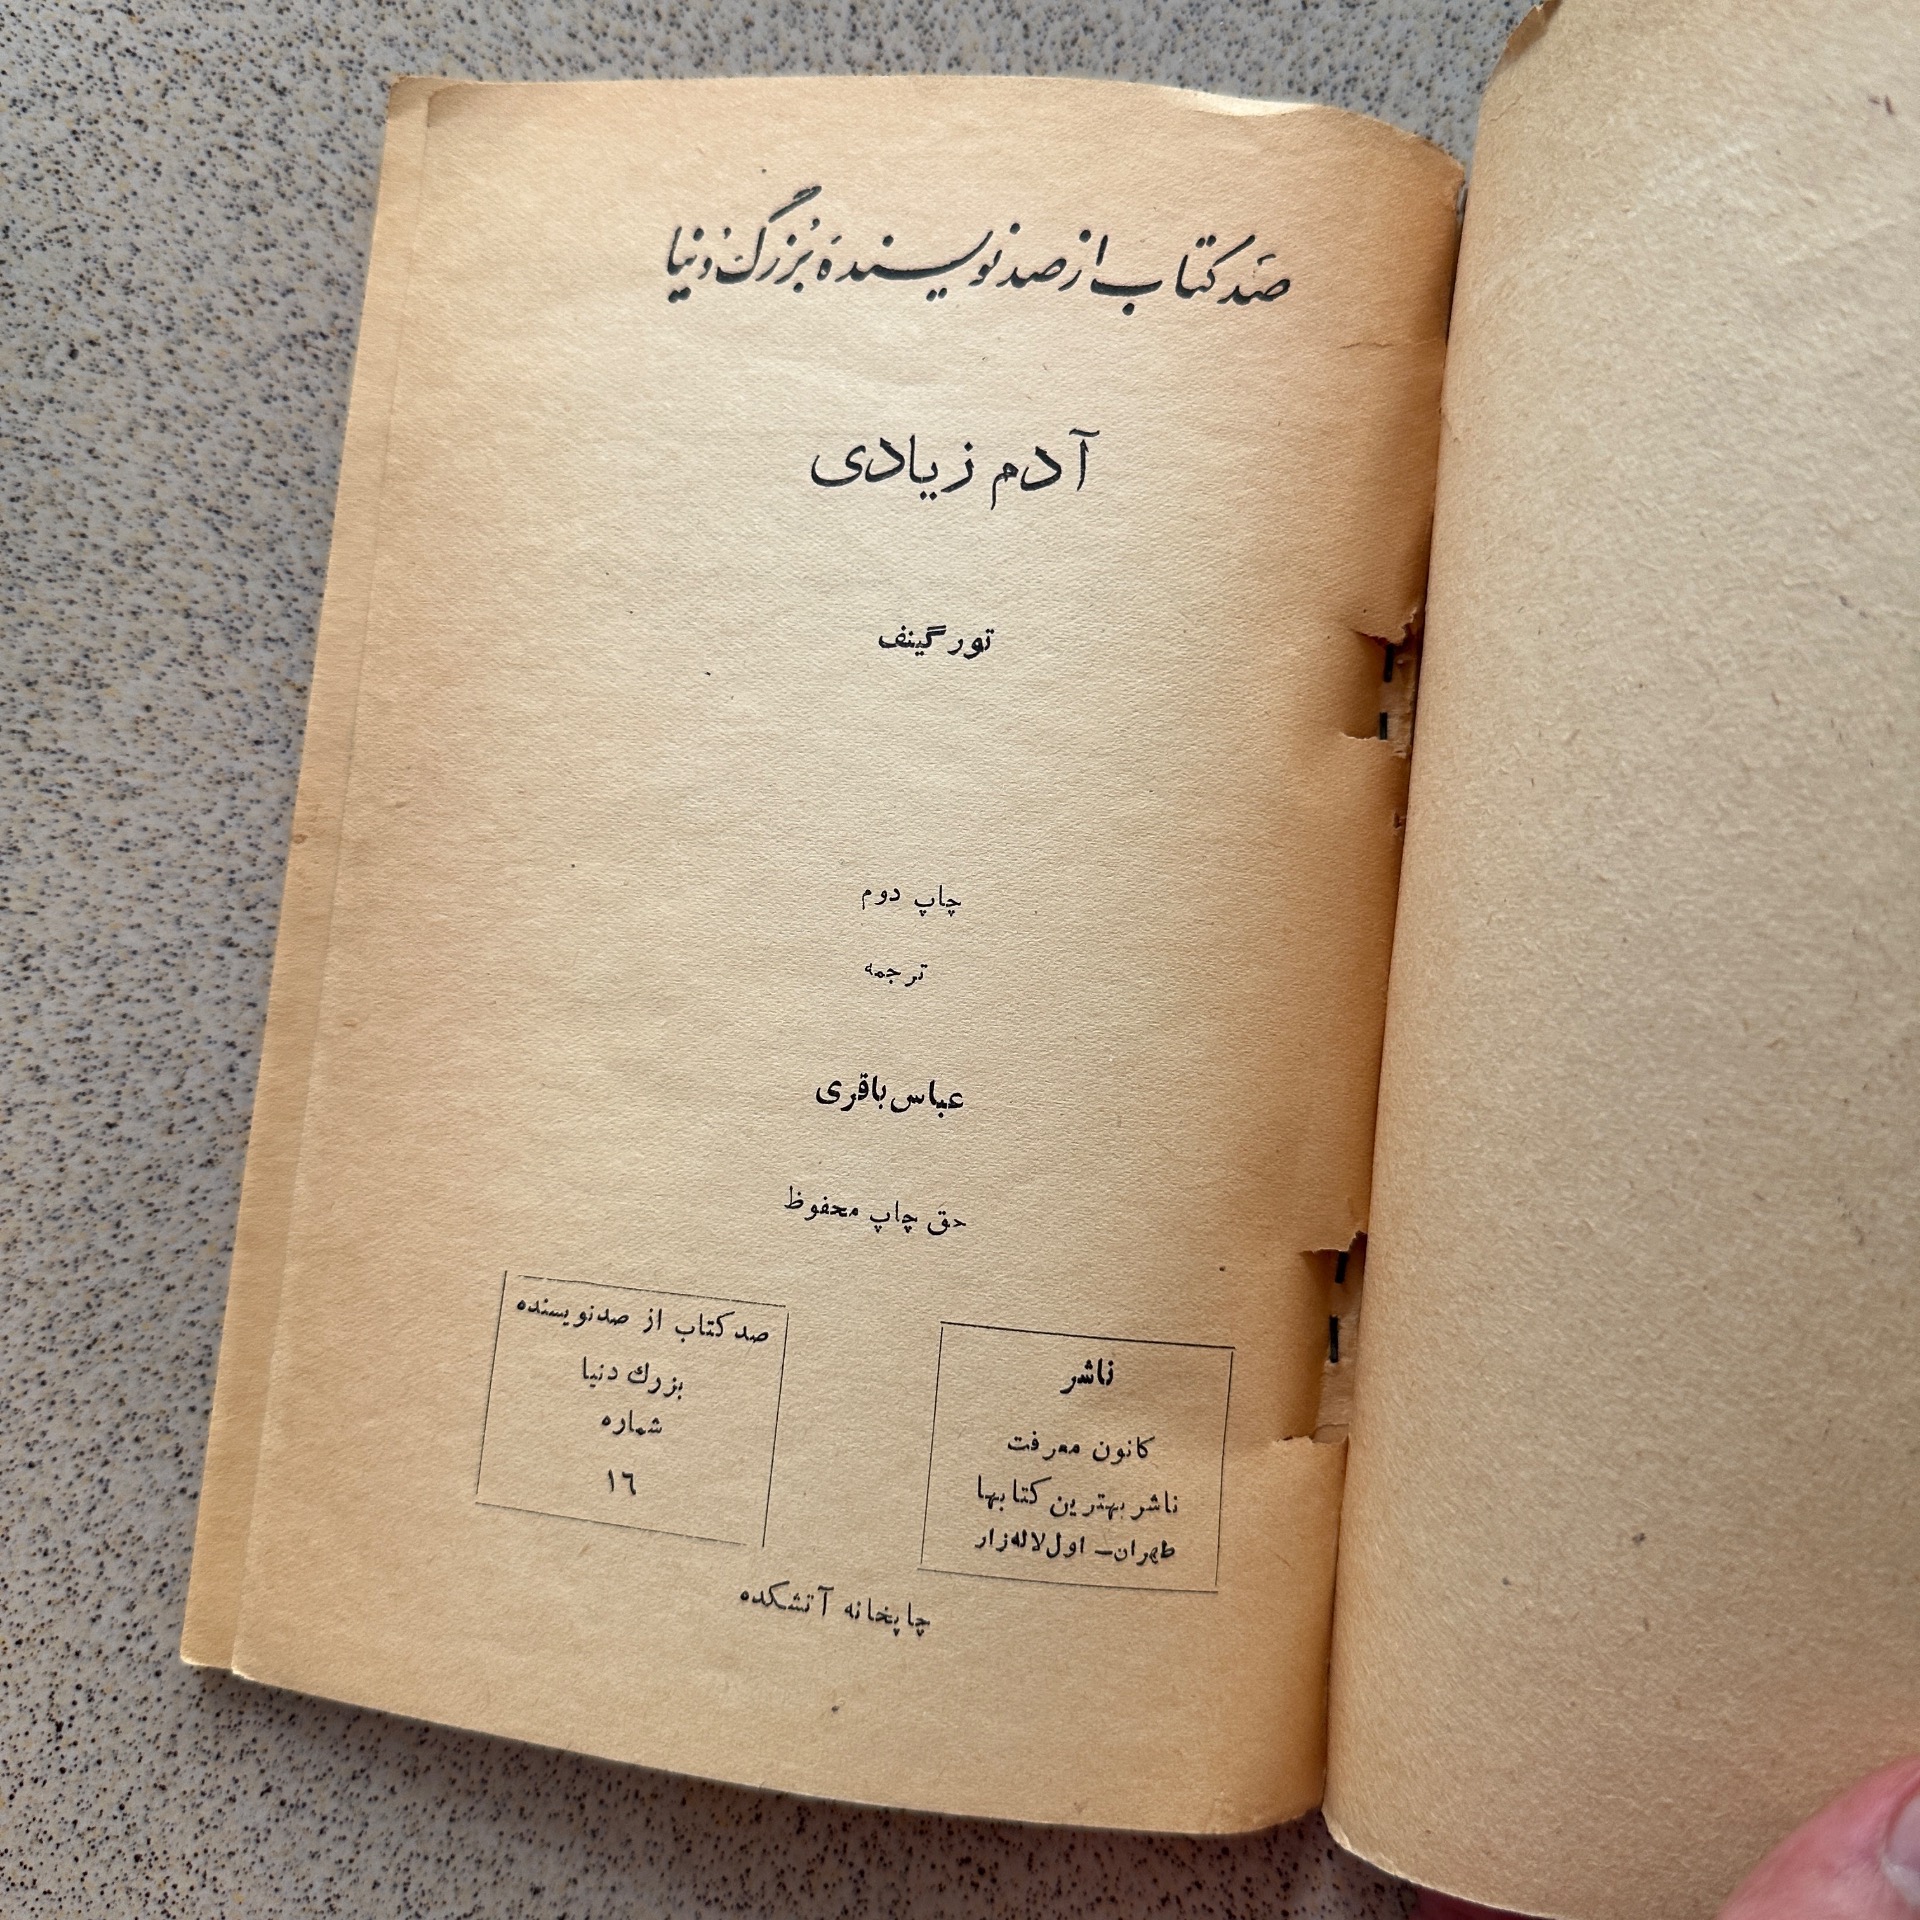 صد کتاب از صد نویسندهٔ بزرگ دنیا
آدم زیادی
تورگینف
چاپ دوم
ترجمه
عباس باقری
حق چاپ محفوظ
ناشر
کانون معرفت
ناشر بهترین کتابها
طهران – اول لاله‌زار
صد کتاب از صد نویسنده
بزرك دنیا
شماره
۱٦
چاپخانه آتشکده